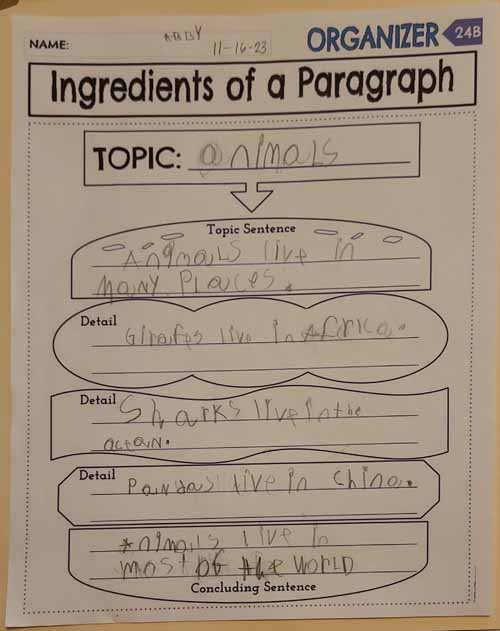 NAME: ABBY 11-16-23 ORGANIZER 24B
Ingredients of a Paragraph
TOPIC: animals
Topic Sentence
Animals live in
many places.
Detail
Girafes live in Africa.
Detail
Sharks live in the
ocean.
Detail
Pandas live in china.
Animals live in
most of the world
Concluding Sentence